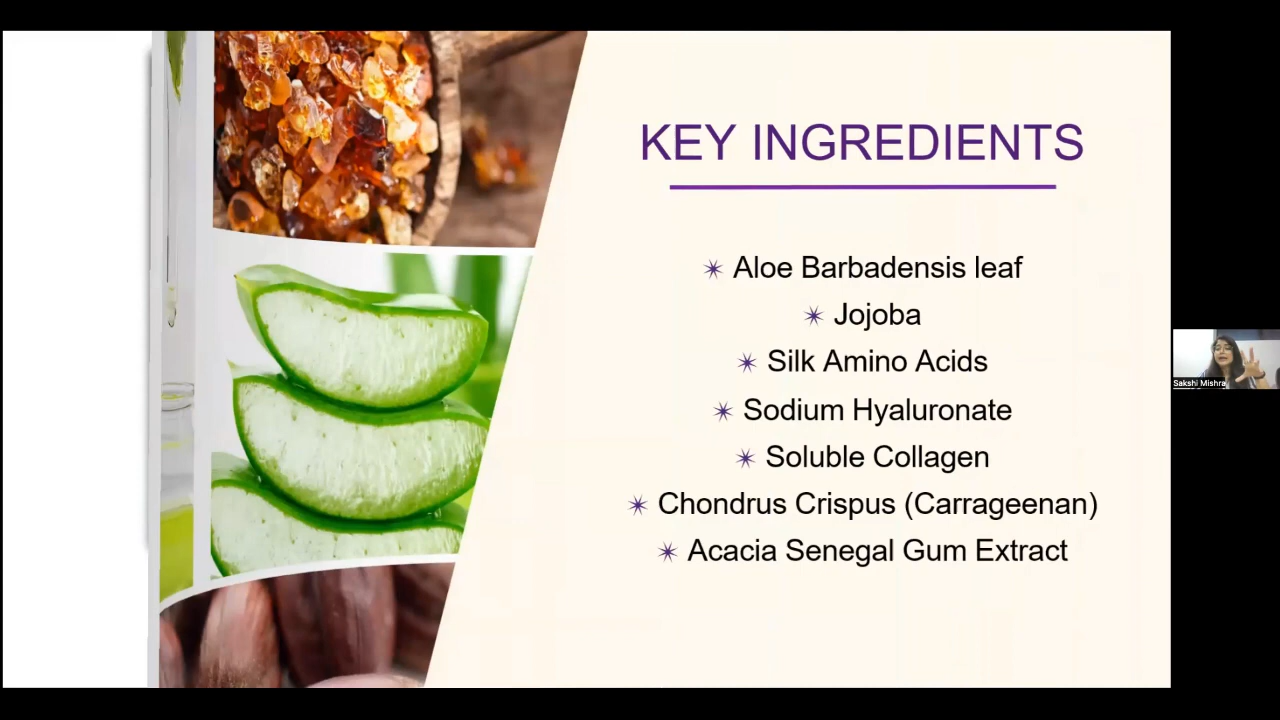 KEY INGREDIENTS
✴ Aloe Barbadensis leaf
✴ Jojoba
✴ Silk Amino Acids
✴ Sodium Hyaluronate
✴ Soluble Collagen
✴ Chondrus Crispus (Carrageenan)
✴ Acacia Senegal Gum Extract
Sakshi Mishra